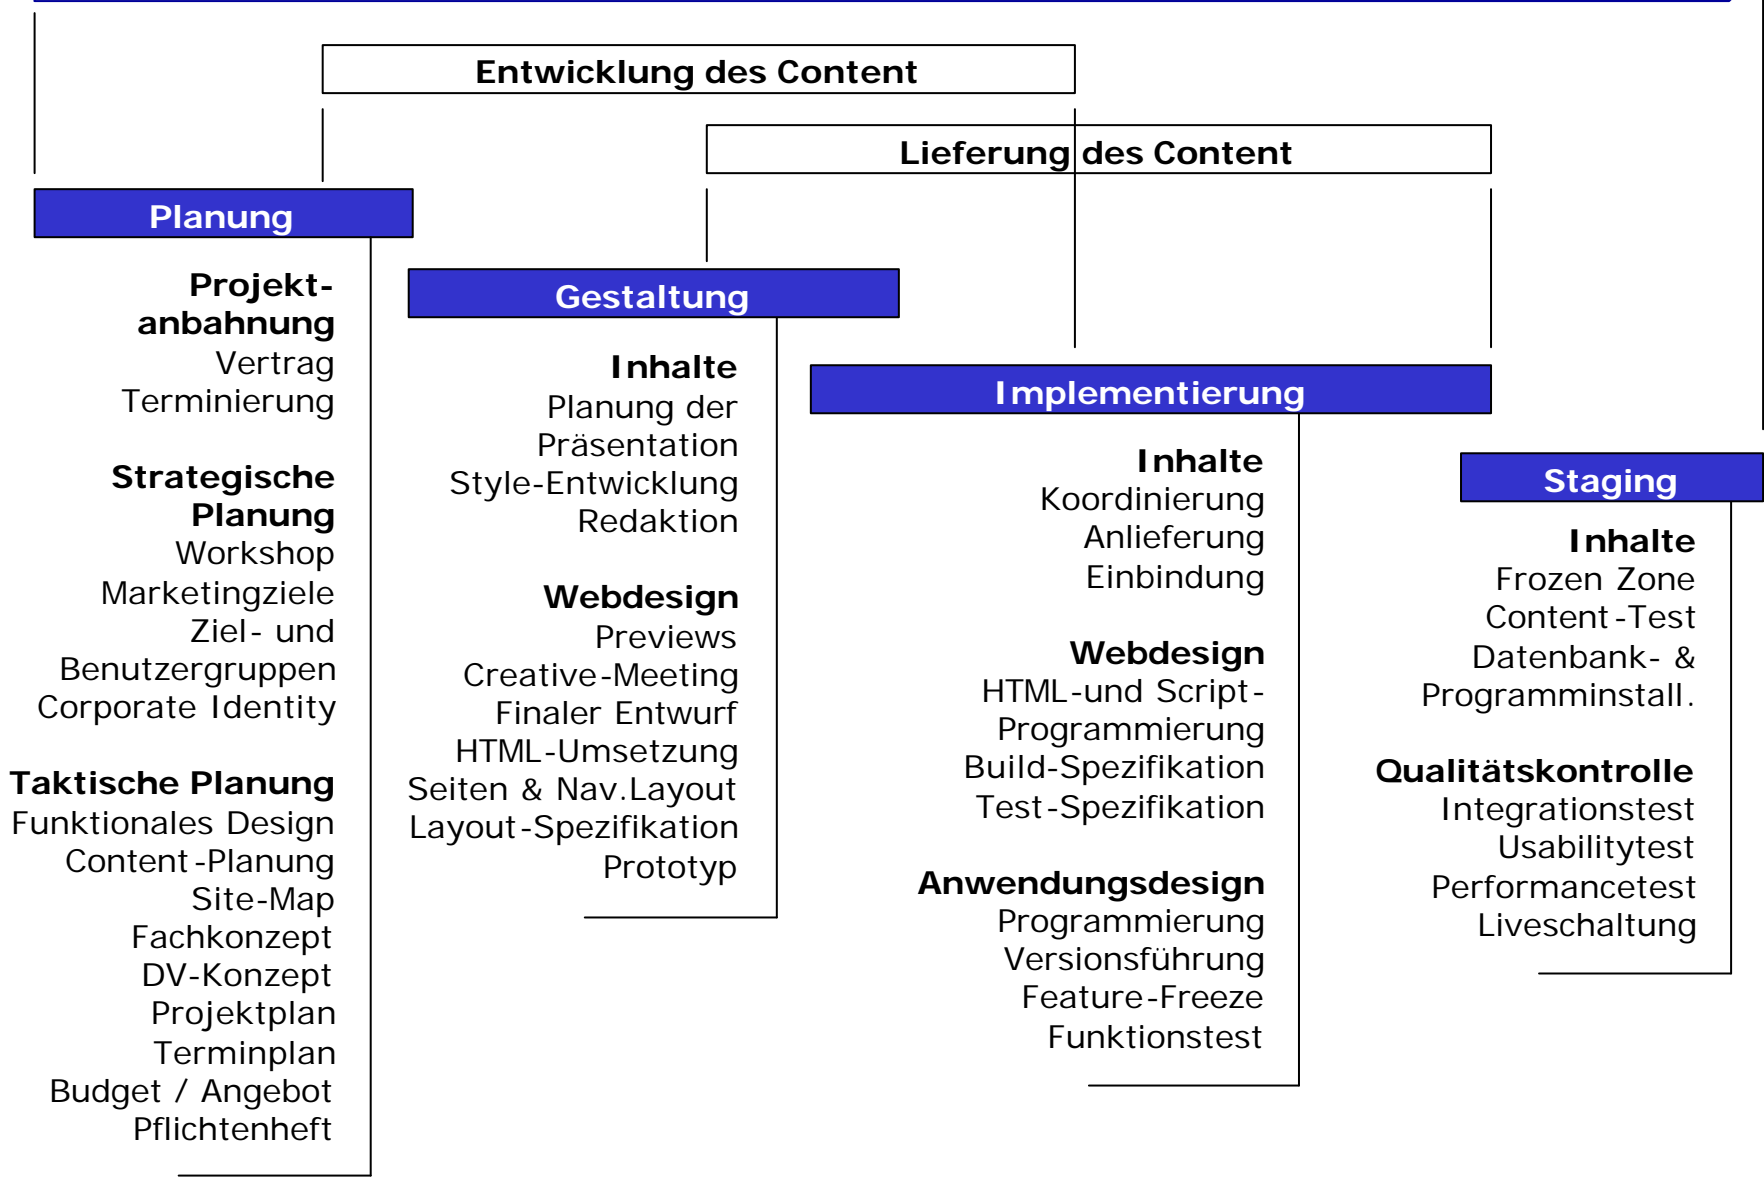 Entwicklung des Content
Lieferung des Content
Planung
Projekt-
anbahnung
Vertrag
Terminierung
Strategische
Planung
Workshop
Marketingziele
Ziel- und
Benutzergruppen
Corporate Identity
Taktische Planung
Funktionales Design
Content-Planung
Site-Map
Fachkonzept
DV-Konzept
Projektplan
Terminplan
Budget / Angebot
Pflichtenheft
Gestaltung
Inhalte
Planung der
Präsentation
Style-Entwicklung
Redaktion
Webdesign
Previews
Creative-Meeting
Finaler Entwurf
HTML-Umsetzung
Seiten & Nav.Layout
Layout-Spezifikation
Prototyp
Implementierung
Inhalte
Koordinierung
Anlieferung
Einbindung
Webdesign
HTML-und Script-
Programmierung
Build-Spezifikation
Test-Spezifikation
Anwendungsdesign
Programmierung
Versionsführung
Feature-Freeze
Funktionstest
Staging
Inhalte
Frozen Zone
Content-Test
Datenbank- &
Programminstall.
Qualitätskontrolle
Integrationstest
Usabilitytest
Performancetest
Liveschaltung